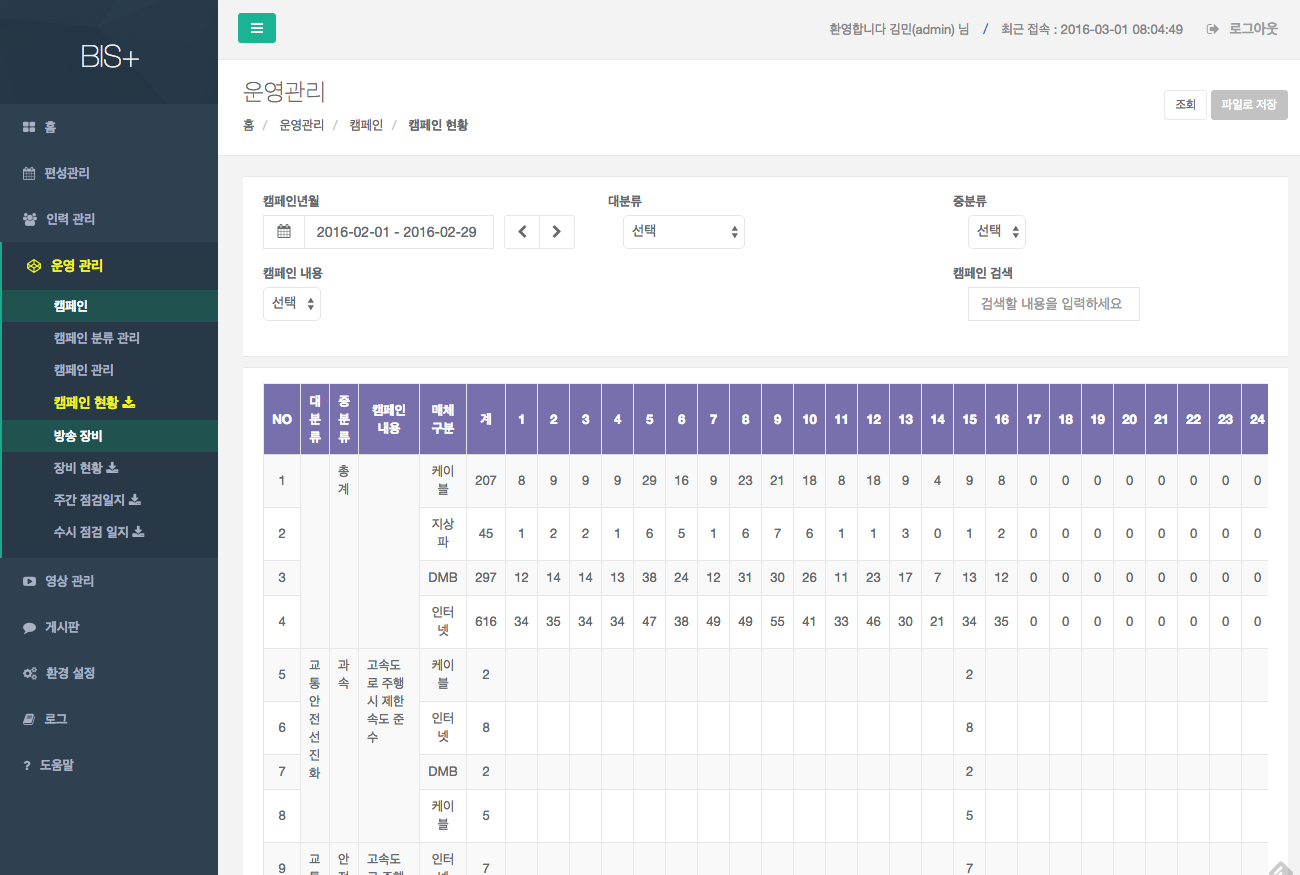 BIS+
환영합니다 김민(admin) 님 / 최근 접속 : 2016-03-01 08:04:49 로그아웃
홈
편성관리
인력 관리
운영 관리
캠페인
캠페인 분류 관리
캠페인 관리
캠페인 현황
방송 장비
장비 현황
주간 점검일지
수시 점검 일지
영상 관리
게시판
환경 설정
로그
? 도움말
운영관리
홈 / 운영관리 / 캠페인 / 캠페인 현황
조회 파일로 저장
캠페인년월 대분류 중분류
2016-02-01 - 2016-02-29 선택 선택
캠페인 내용 캠페인 검색
선택 검색할 내용을 입력하세요
NO 대분류 중분류 캠페인 내용 매체 구분 계 1 2 3 4 5 6 7 8 9 10 11 12 13 14 15 16 17 18 19 20 21 22 23 24
1 총계 케이블 207 8 9 9 9 29 16 9 23 21 18 8 18 9 4 9 8 0 0 0 0 0 0 0 0
2 지상파 45 1 2 2 1 6 5 1 6 7 6 1 1 3 0 1 2 0 0 0 0 0 0 0 0
3 DMB 297 12 14 14 13 38 24 12 31 30 26 11 23 17 7 13 12 0 0 0 0 0 0 0 0
4 인터넷 616 34 35 34 34 47 38 49 49 55 41 33 46 30 21 34 35 0 0 0 0 0 0 0 0
5 교통안전선진화 과속 고속도로 주행시 제한속도 준수 케이블 2 2
6 인터넷 8 8
7 DMB 2 2
8 케이블 5 5
9 교 안 고속도 인터 7 7